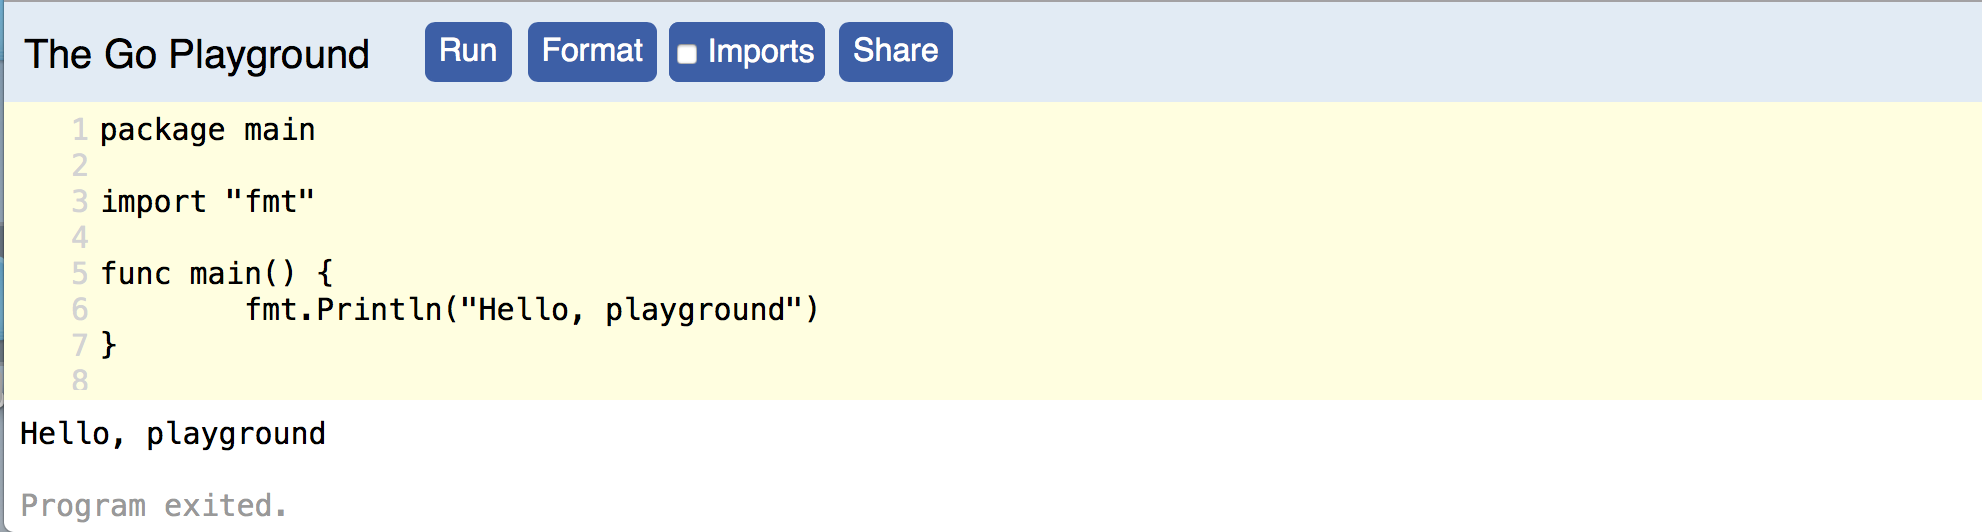 The Go Playground Run Format Imports Share
1 package main
2
3 import "fmt"
4
5 func main() {
6         fmt.Println("Hello, playground")
7 }
8
Hello, playground
Program exited.